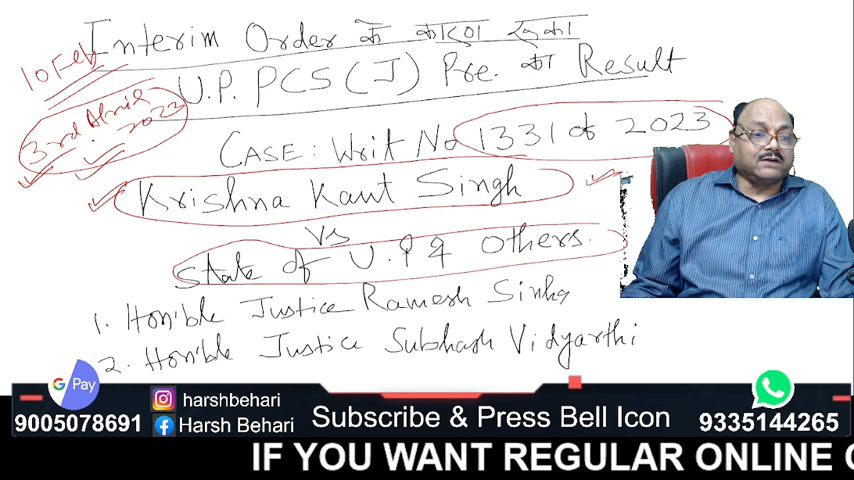 Interim Order के कारण रुका
10 Feb
U.P. PCS (J) Pre. का Result
3rd April
2022
CASE: Writ No 1331 of 2023
Krishna Kant Singh
Vs
State of U.P & Others.
1. Hon'ble Justice Ramesh Sinha
2. Hon'ble Justice Subhash Vidyarthi
G Pay
harshbehari
9005078691 Harsh Behari Subscribe & Press Bell Icon 9335144265
IF YOU WANT REGULAR ONLINE